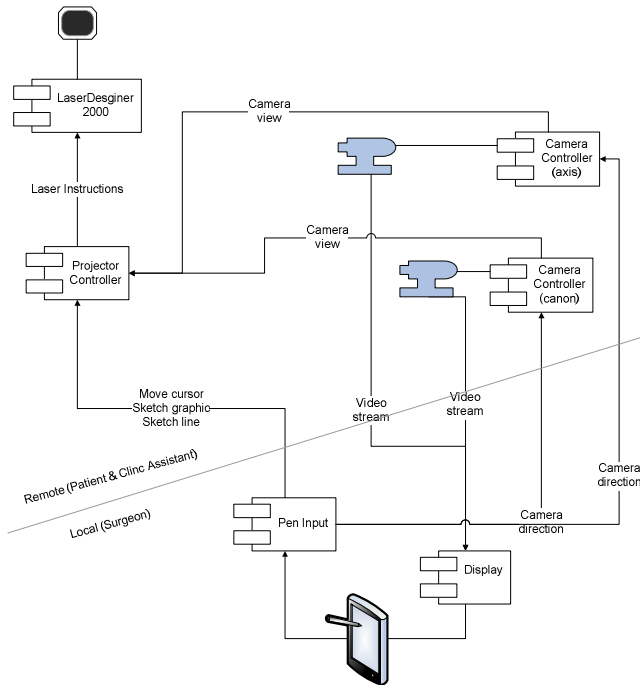 LaserDesginer
2000
Camera
view
Camera
Controller
(axis)
Laser Instructions
Camera
view
Projector
Controller
Camera
Controller
(canon)
Move cursor
Sketch graphic
Sketch line
Video
stream
Video
stream
Remote (Patient & Clinc Assistant)
Local (Surgeon)
Camera
direction
Pen Input
Camera
direction
Display